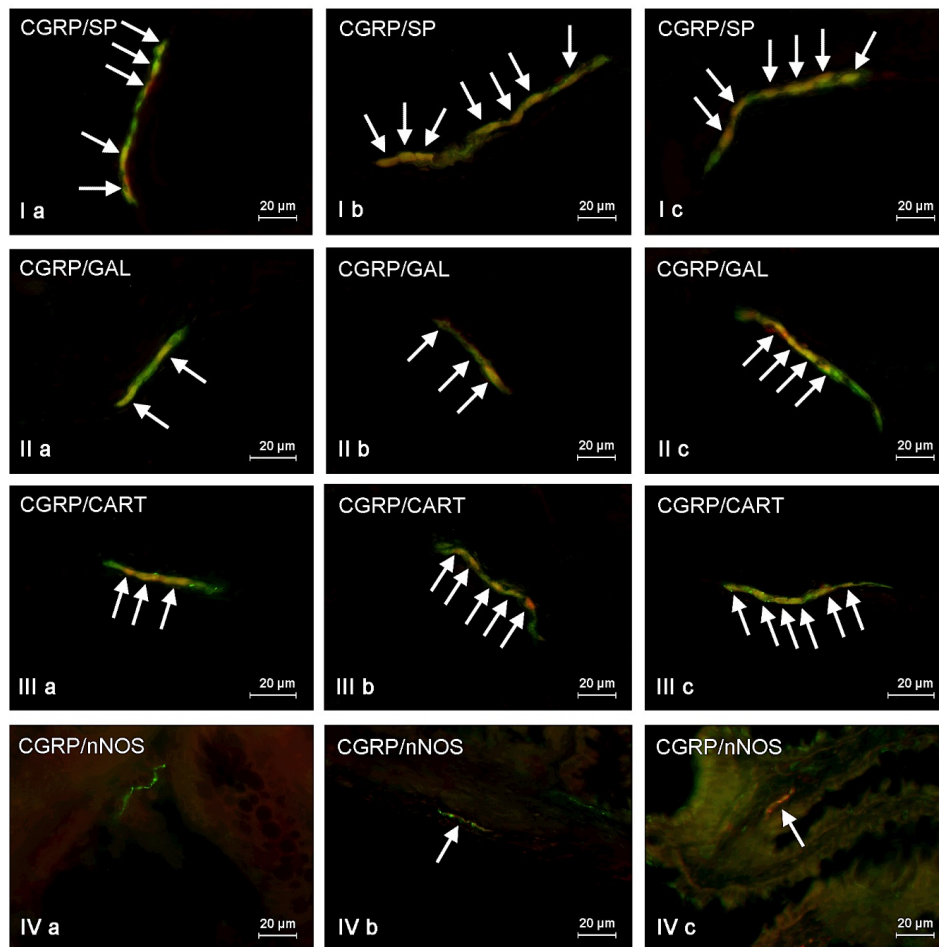 CGRP/SP
I a
20 µm
CGRP/SP
I b
20 µm
CGRP/SP
I c
20 µm
CGRP/GAL
II a
20 µm
CGRP/GAL
II b
20 µm
CGRP/GAL
II c
20 µm
CGRP/CART
III a
20 µm
CGRP/CART
III b
20 µm
CGRP/CART
III c
20 µm
CGRP/nNOS
IV a
20 µm
CGRP/nNOS
IV b
20 µm
CGRP/nNOS
IV c
20 µm